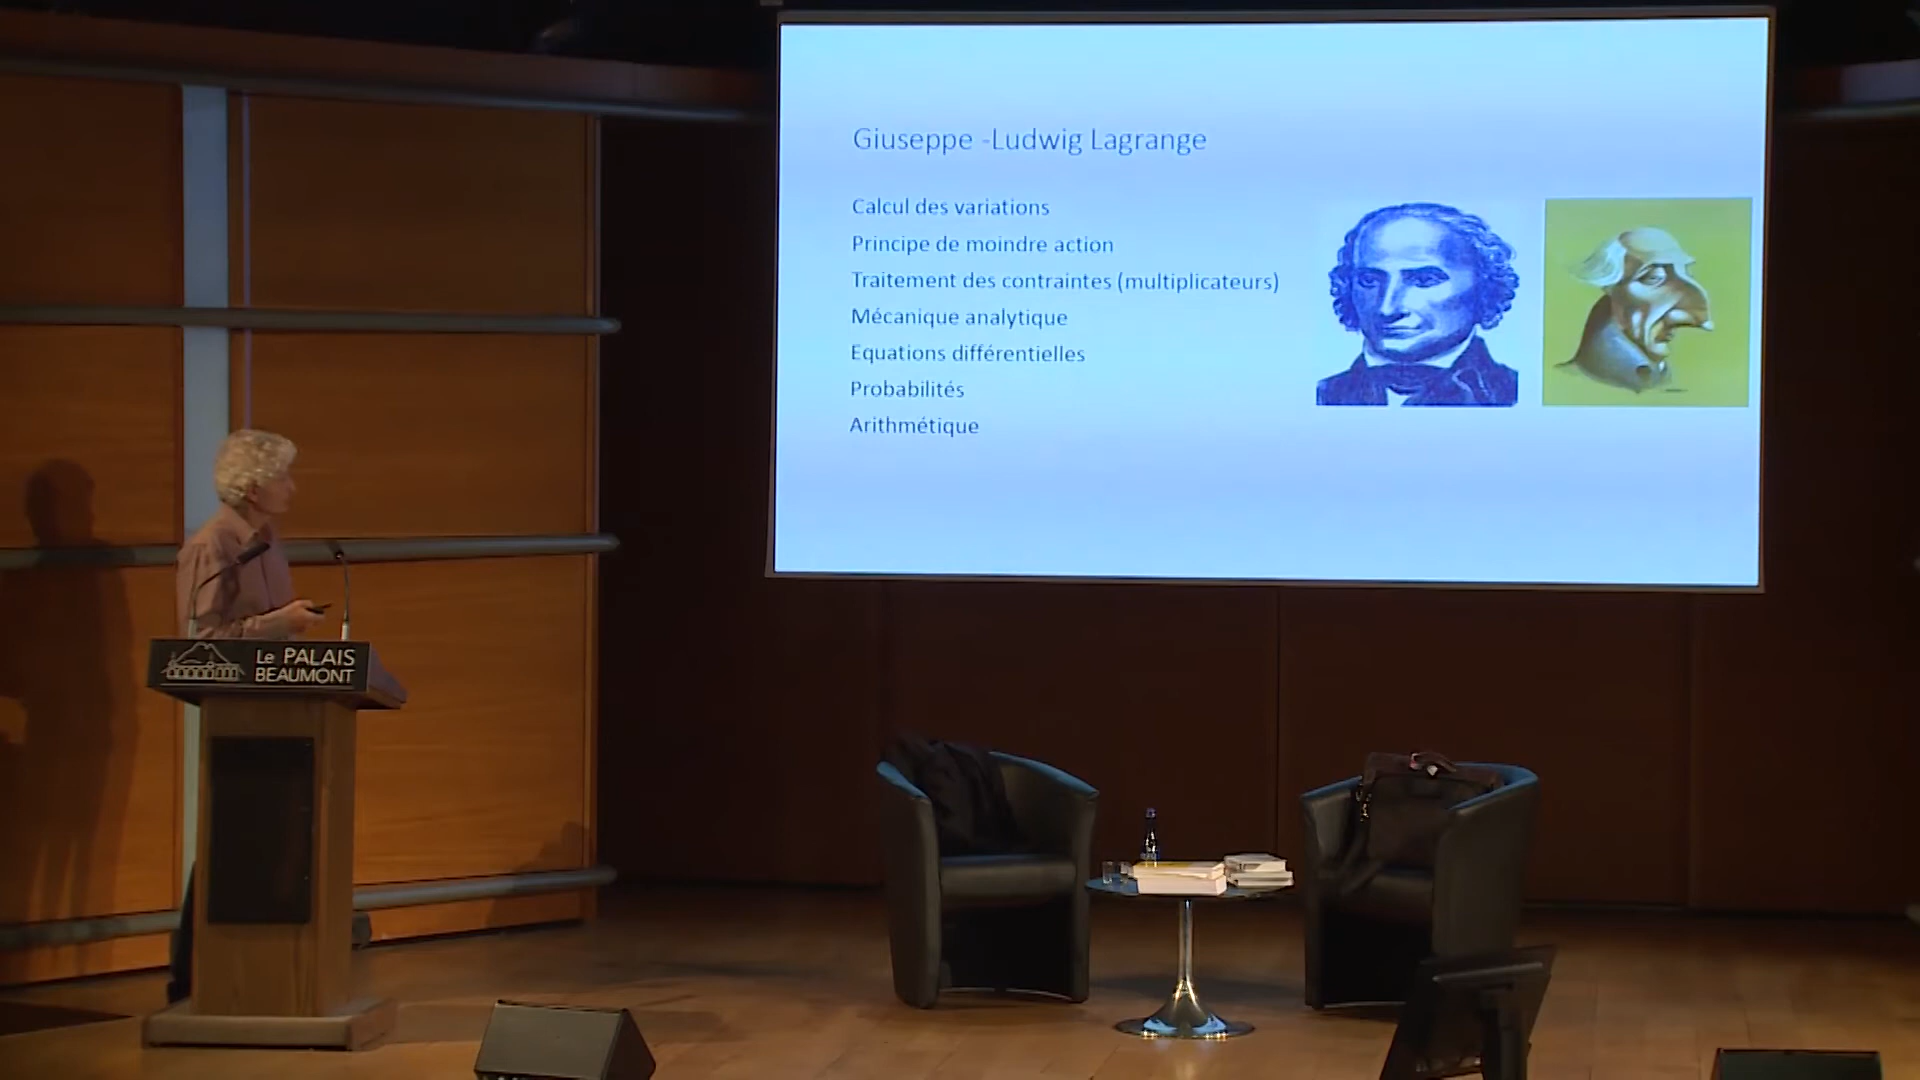 Giuseppe -Ludwig Lagrange
Calcul des variations
Principe de moindre action
Traitement des contraintes (multiplicateurs)
Mécanique analytique
Equations différentielles
Probabilités
Arithmétique
Le PALAIS
BEAUMONT